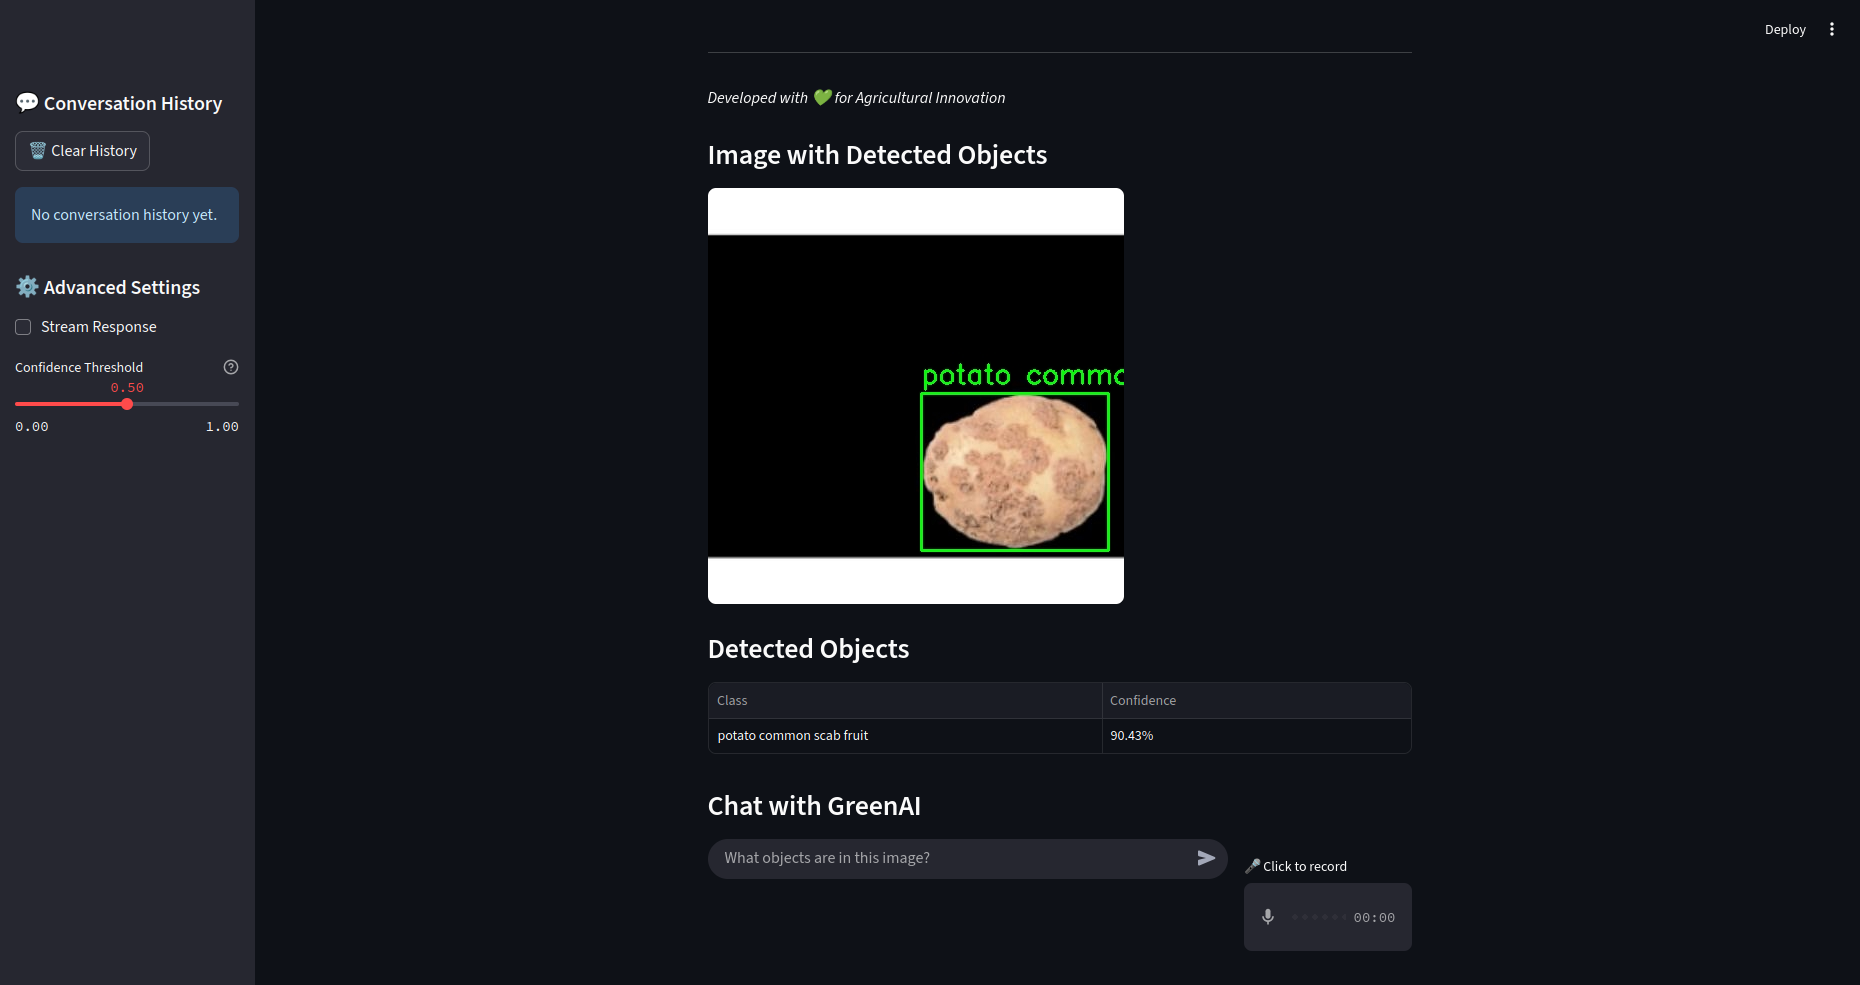 Deploy
💬 Conversation History
🗑️ Clear History
No conversation history yet.
⚙️ Advanced Settings
Stream Response
Confidence Threshold
0.50
0.00 1.00
Developed with 💚 for Agricultural Innovation
Image with Detected Objects
potato commo
Detected Objects
Class Confidence
potato common scab fruit 90.43%
Chat with GreenAI
What objects are in this image?
🎤 Click to record
00:00